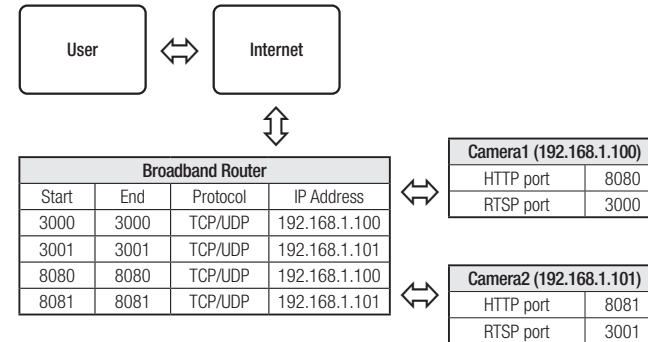 User
Internet
Broadband Router
Start End Protocol IP Address
3000 3000 TCP/UDP 192.168.1.100
3001 3001 TCP/UDP 192.168.1.101
8080 8080 TCP/UDP 192.168.1.100
8081 8081 TCP/UDP 192.168.1.101
Camera1 (192.168.1.100)
HTTP port 8080
RTSP port 3000
Camera2 (192.168.1.101)
HTTP port 8081
RTSP port 3001